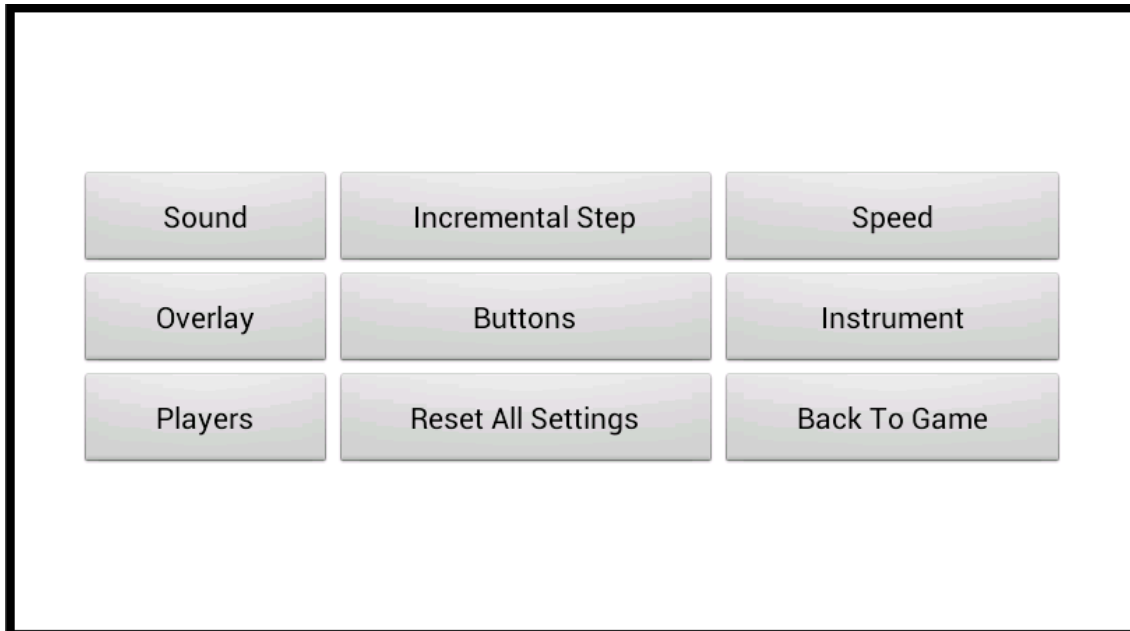 Sound
Incremental Step
Speed
Overlay
Buttons
Instrument
Players
Reset All Settings
Back To Game